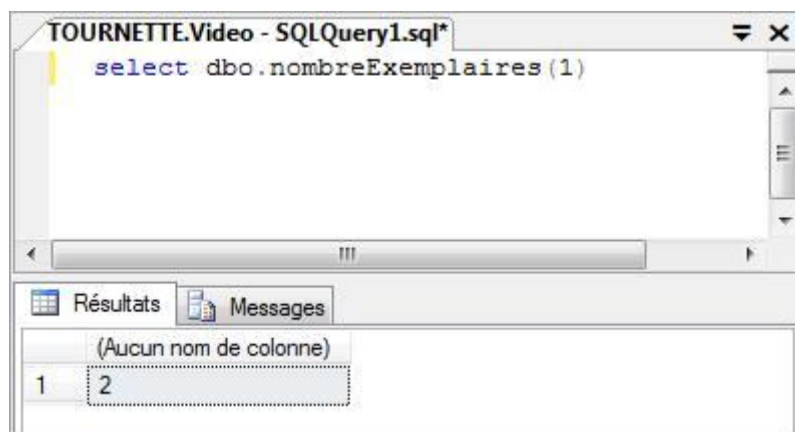 TOURNETTE.Video - SQLQuery1.sql*
select dbo.nombreExemplaires(1)
Résultats Messages
(Aucun nom de colonne)
1 2